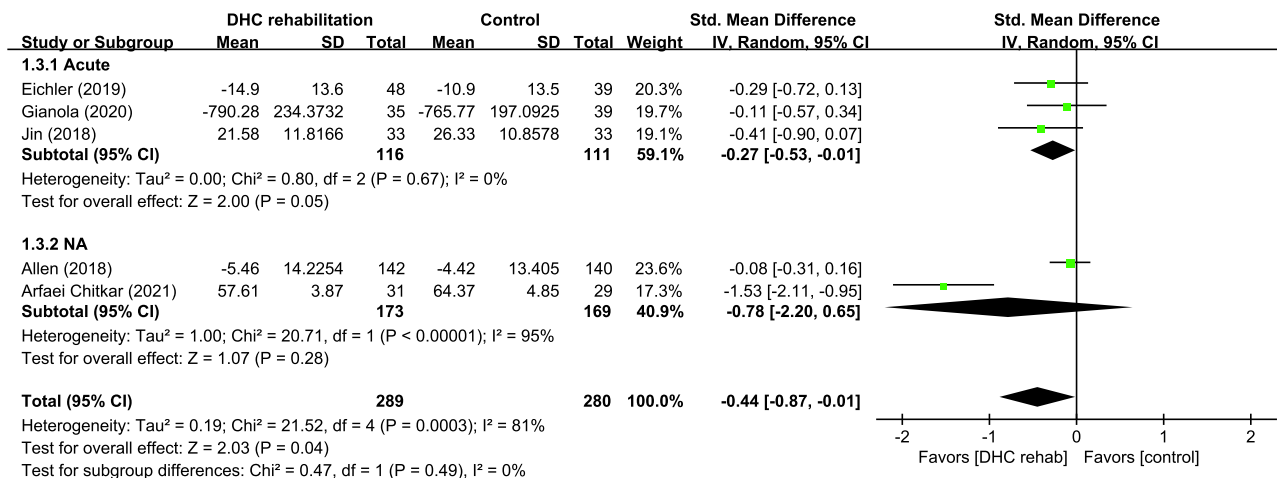 DHC rehabilitation Control Std. Mean Difference Std. Mean Difference
Study or Subgroup Mean SD Total Mean SD Total Weight IV, Random, 95% CI IV, Random, 95% CI
1.3.1 Acute
Eichler (2019) -14.9 13.6 48 -10.9 13.5 39 20.3% -0.29 [-0.72, 0.13]
Gianola (2020) -790.28 234.3732 35 -765.77 197.0925 39 19.7% -0.11 [-0.57, 0.34]
Jin (2018) 21.58 11.8166 33 26.33 10.8578 33 19.1% -0.41 [-0.90, 0.07]
Subtotal (95% CI) 116 111 59.1% -0.27 [-0.53, -0.01]
Heterogeneity: Tau² = 0.00; Chi² = 0.80, df = 2 (P = 0.67); I² = 0%
Test for overall effect: Z = 2.00 (P = 0.05)
1.3.2 NA
Allen (2018) -5.46 14.2254 142 -4.42 13.405 140 23.6% -0.08 [-0.31, 0.16]
Arfaei Chitkar (2021) 57.61 3.87 31 64.37 4.85 29 17.3% -1.53 [-2.11, -0.95]
Subtotal (95% CI) 173 169 40.9% -0.78 [-2.20, 0.65]
Heterogeneity: Tau² = 1.00; Chi² = 20.71, df = 1 (P < 0.00001); I² = 95%
Test for overall effect: Z = 1.07 (P = 0.28)
Total (95% CI) 289 280 100.0% -0.44 [-0.87, -0.01]
Heterogeneity: Tau² = 0.19; Chi² = 21.52, df = 4 (P = 0.0003); I² = 81%
-2 -1 0 1 2
Test for overall effect: Z = 2.03 (P = 0.04)
Favors [DHC rehab] Favors [control]
Test for subgroup differences: Chi² = 0.47, df = 1 (P = 0.49), I² = 0%